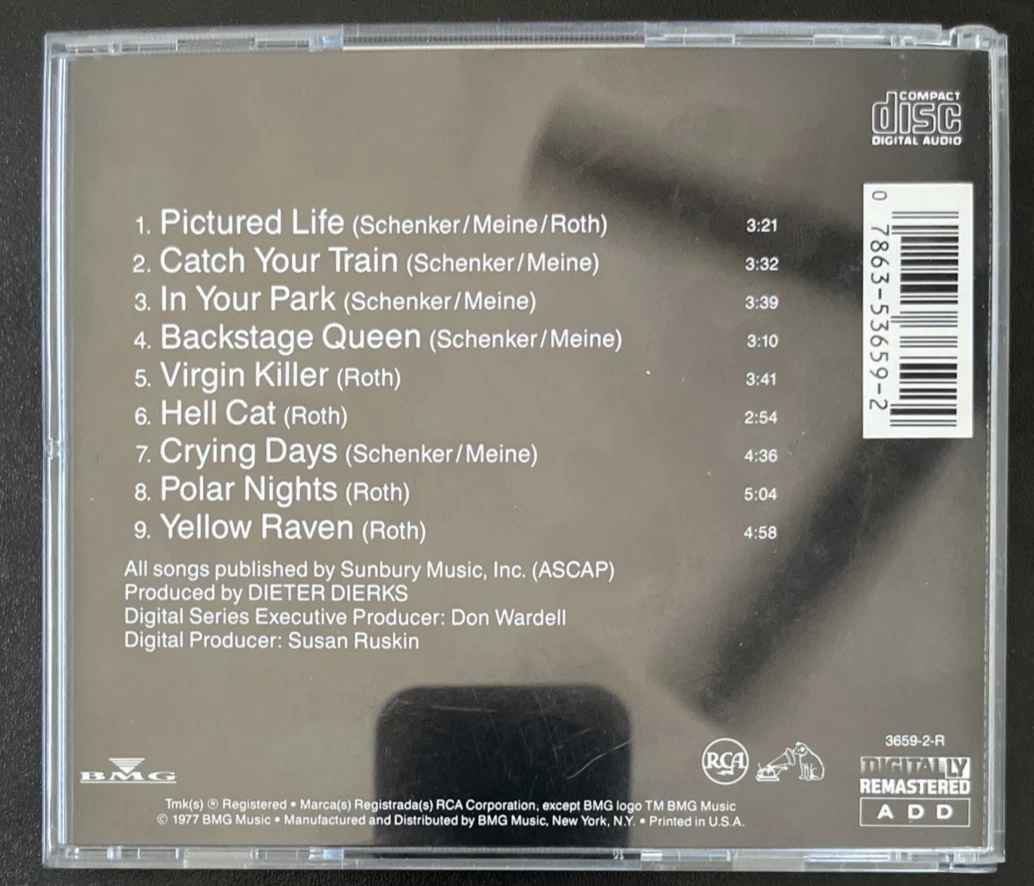 COMPACT
disc
DIGITAL AUDIO
0 7863-53659-2
1. Pictured Life (Schenker/Meine/Roth) 3:21
2. Catch Your Train (Schenker/Meine) 3:32
3. In Your Park (Schenker/Meine) 3:39
4. Backstage Queen (Schenker/Meine) 3:10
5. Virgin Killer (Roth) 3:41
6. Hell Cat (Roth) 2:54
7. Crying Days (Schenker/Meine) 4:36
8. Polar Nights (Roth) 5:04
9. Yellow Raven (Roth) 4:58
All songs published by Sunbury Music, Inc. (ASCAP)
Produced by DIETER DIERKS
Digital Series Executive Producer: Don Wardell
Digital Producer: Susan Ruskin
BMG
RCA
3659-2-R
DIGITALLY
REMASTERED
A D D
Tmk(s) ® Registered • Marca(s) Registrada(s) RCA Corporation, except BMG logo TM BMG Music
© 1977 BMG Music • Manufactured and Distributed by BMG Music, New York, N.Y. • Printed in U.S.A.